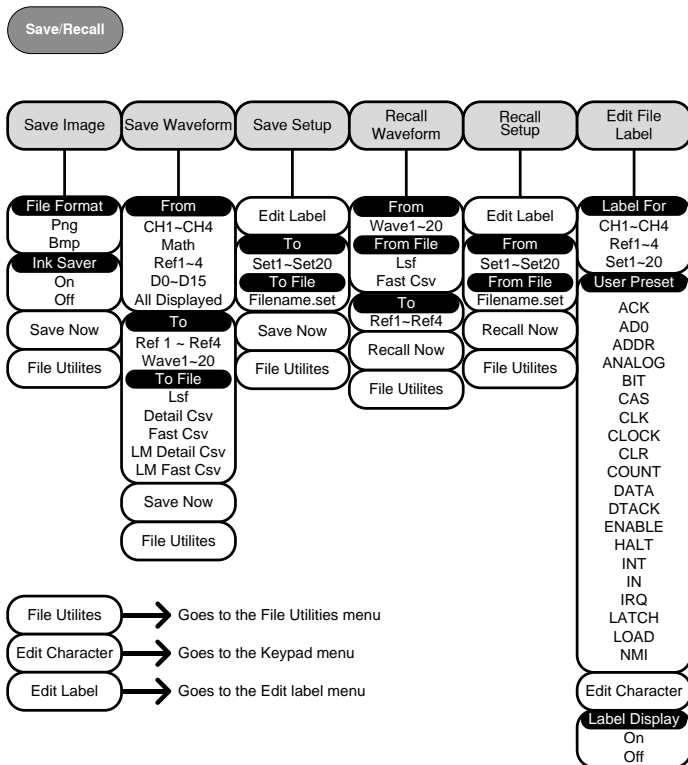 Save/Recall
Save Image
File Format
Png
Bmp
Ink Saver
On
Off
Save Now
File Utilites
Save Waveform
From
CH1~CH4
Math
Ref1~4
D0~D15
All Displayed
To
Ref 1 ~ Ref4
Wave1~20
To File
Lsf
Detail Csv
Fast Csv
LM Detail Csv
LM Fast Csv
Save Now
File Utilites
Save Setup
Edit Label
To
Set1~Set20
To File
Filename.set
Save Now
File Utilites
Recall
Waveform
From
Wave1~20
From File
Lsf
Fast Csv
To
Ref1~Ref4
Recall Now
File Utilites
Recall
Setup
Edit Label
From
Set1~Set20
From File
Filename.set
Recall Now
File Utilites
Edit File
Label
Label For
CH1~CH4
Ref1~4
Set1~20
User Preset
ACK
AD0
ADDR
ANALOG
BIT
CAS
CLK
CLOCK
CLR
COUNT
DATA
DTACK
ENABLE
HALT
INT
IN
IRQ
LATCH
LOAD
NMI
Edit Character
Label Display
On
Off
File Utilites
Goes to the File Utilities menu
Edit Character
Goes to the Keypad menu
Edit Label
Goes to the Edit label menu